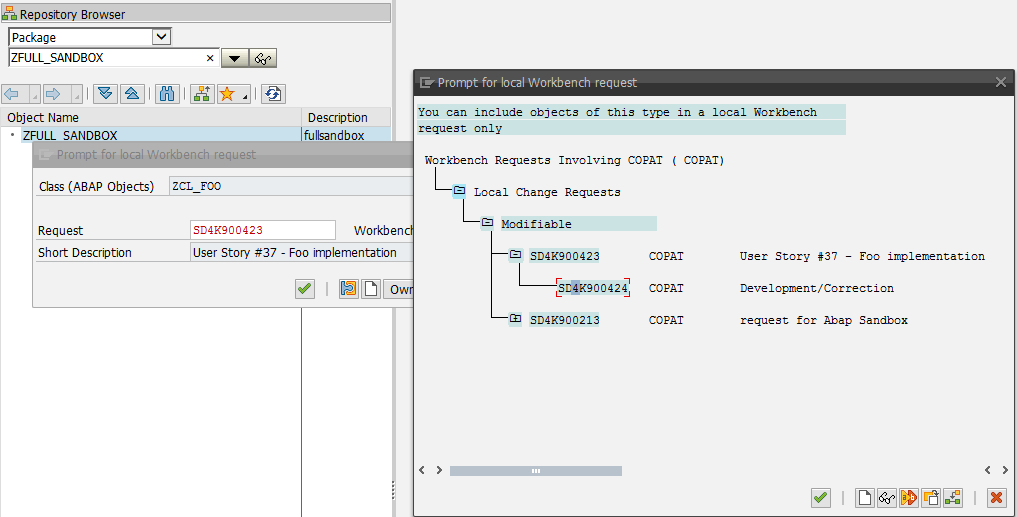 Repository Browser
Package
ZFULL_SANDBOX
Object Name Description
ZFULL_SANDBOX fullsandbox
Prompt for local Workbench request
Class (ABAP Objects) ZCL_FOO
Request SD4K900423 Workbench
Short Description User Story #37 - Foo implementation
Own
Prompt for local Workbench request
You can include objects of this type in a local Workbench
request only
Workbench Requests Involving COPAT ( COPAT)
Local Change Requests
Modifiable
SD4K900423 COPAT User Story #37 - Foo implementation
SD4K900424 COPAT Development/Correction
SD4K900213 COPAT request for Abap Sandbox